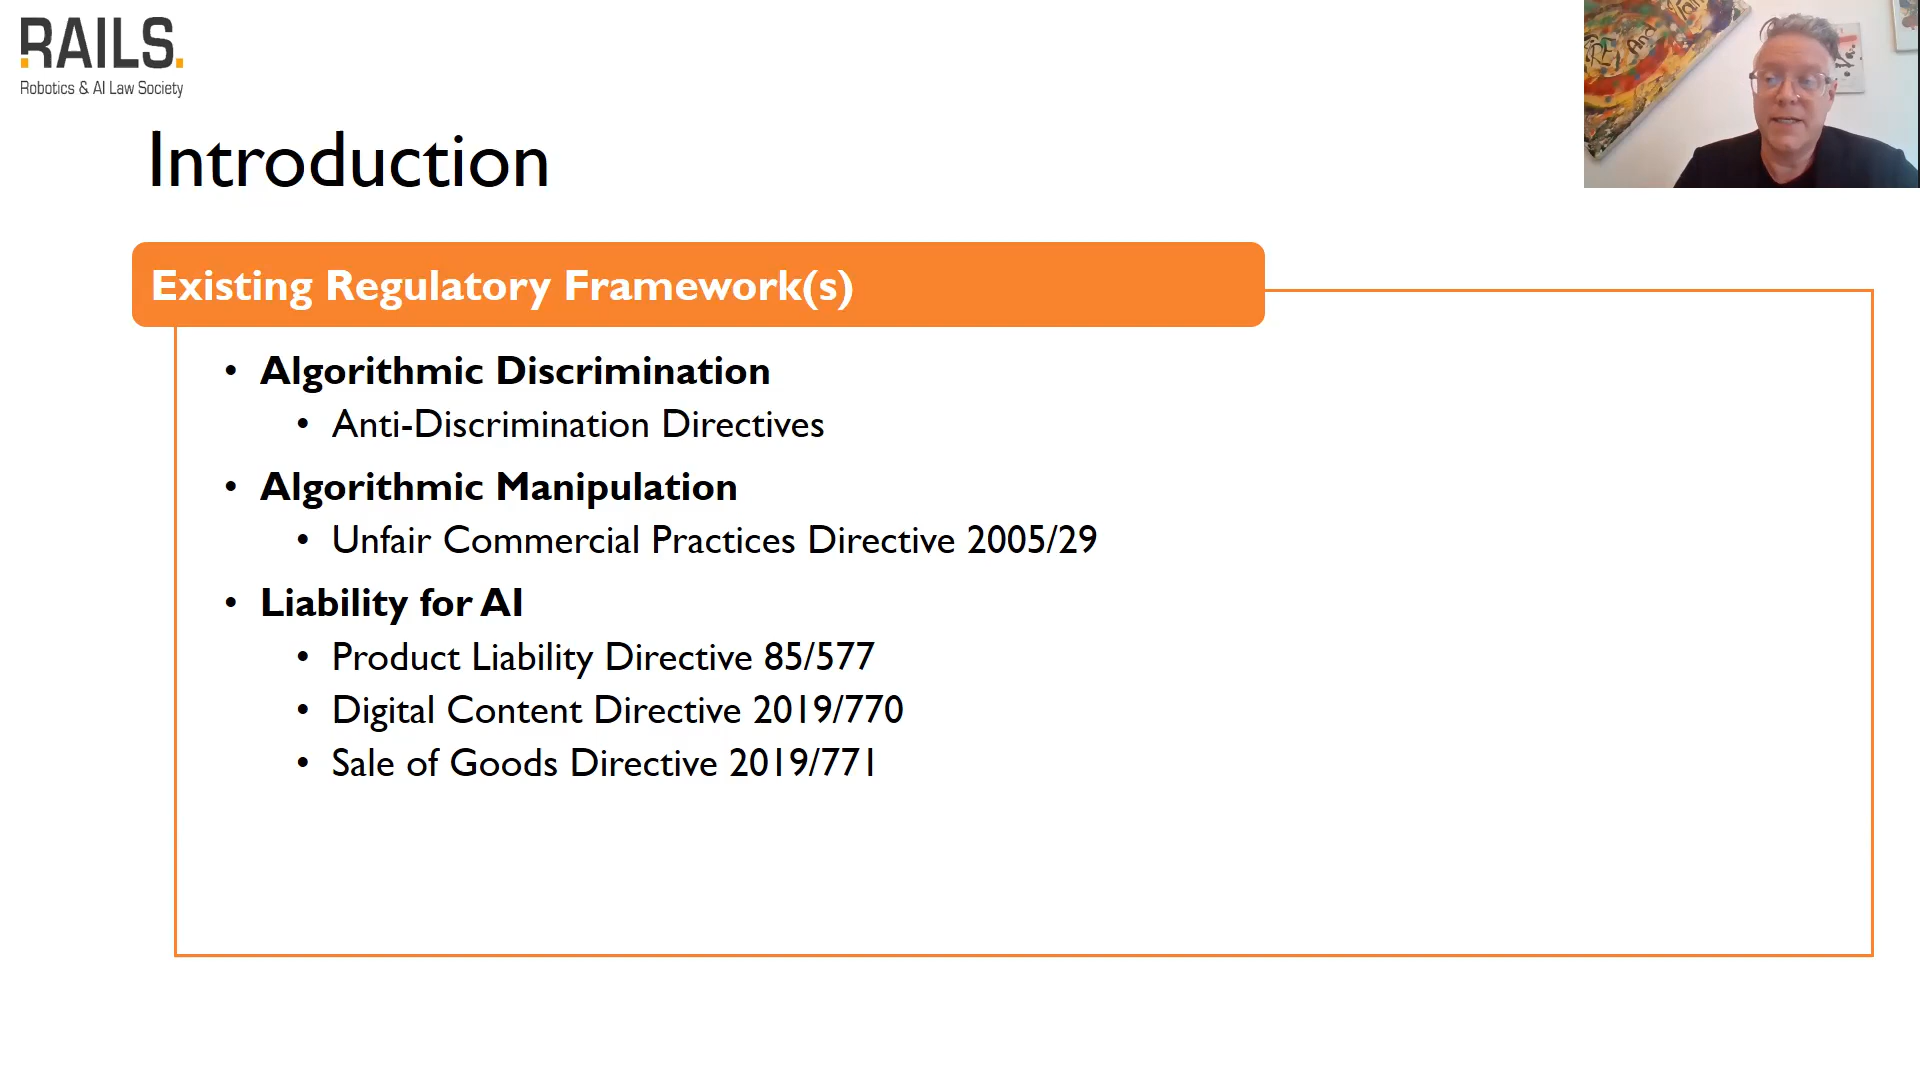 RAILS.
Robotics & AI Law Society
Introduction
Existing Regulatory Framework(s)
• Algorithmic Discrimination
• Anti-Discrimination Directives
• Algorithmic Manipulation
• Unfair Commercial Practices Directive 2005/29
• Liability for AI
• Product Liability Directive 85/577
• Digital Content Directive 2019/770
• Sale of Goods Directive 2019/771
And